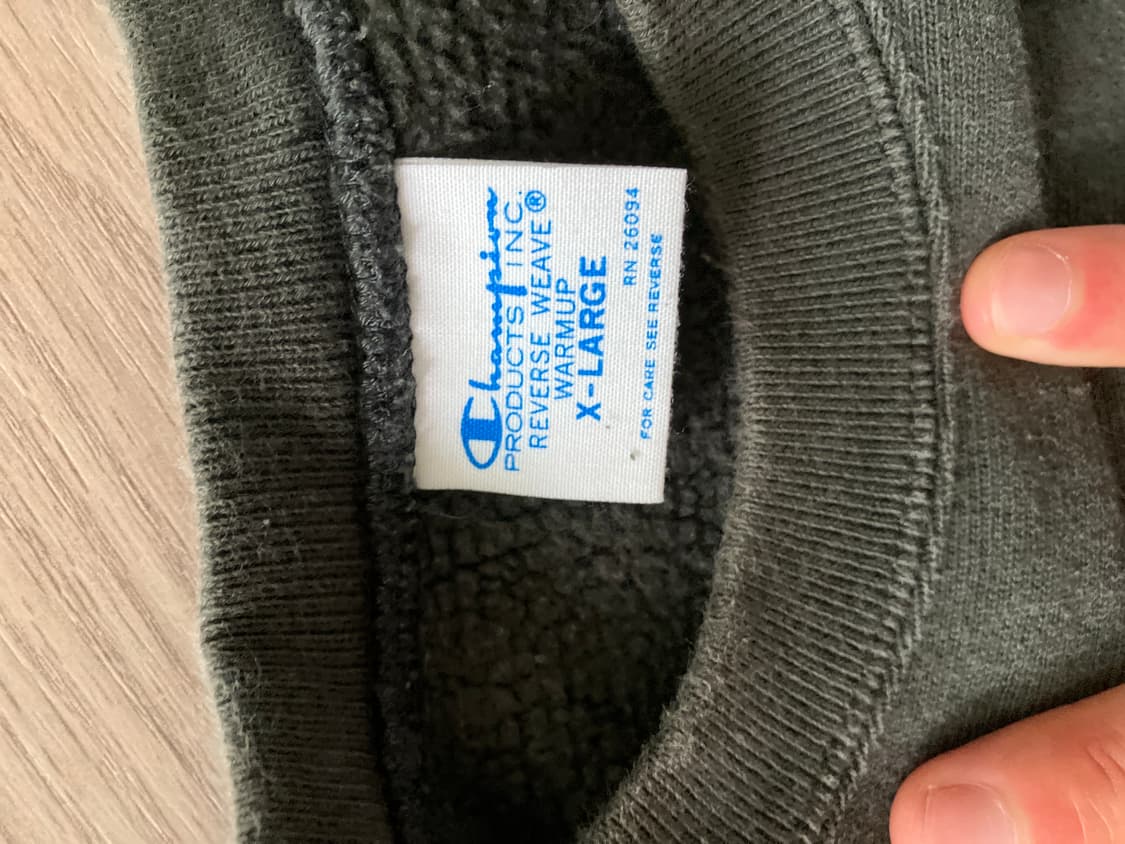 Champion
PRODUCTS INC.
REVERSE WEAVE®
WARMUP
X-LARGE
RN 26094
FOR CARE SEE REVERSE